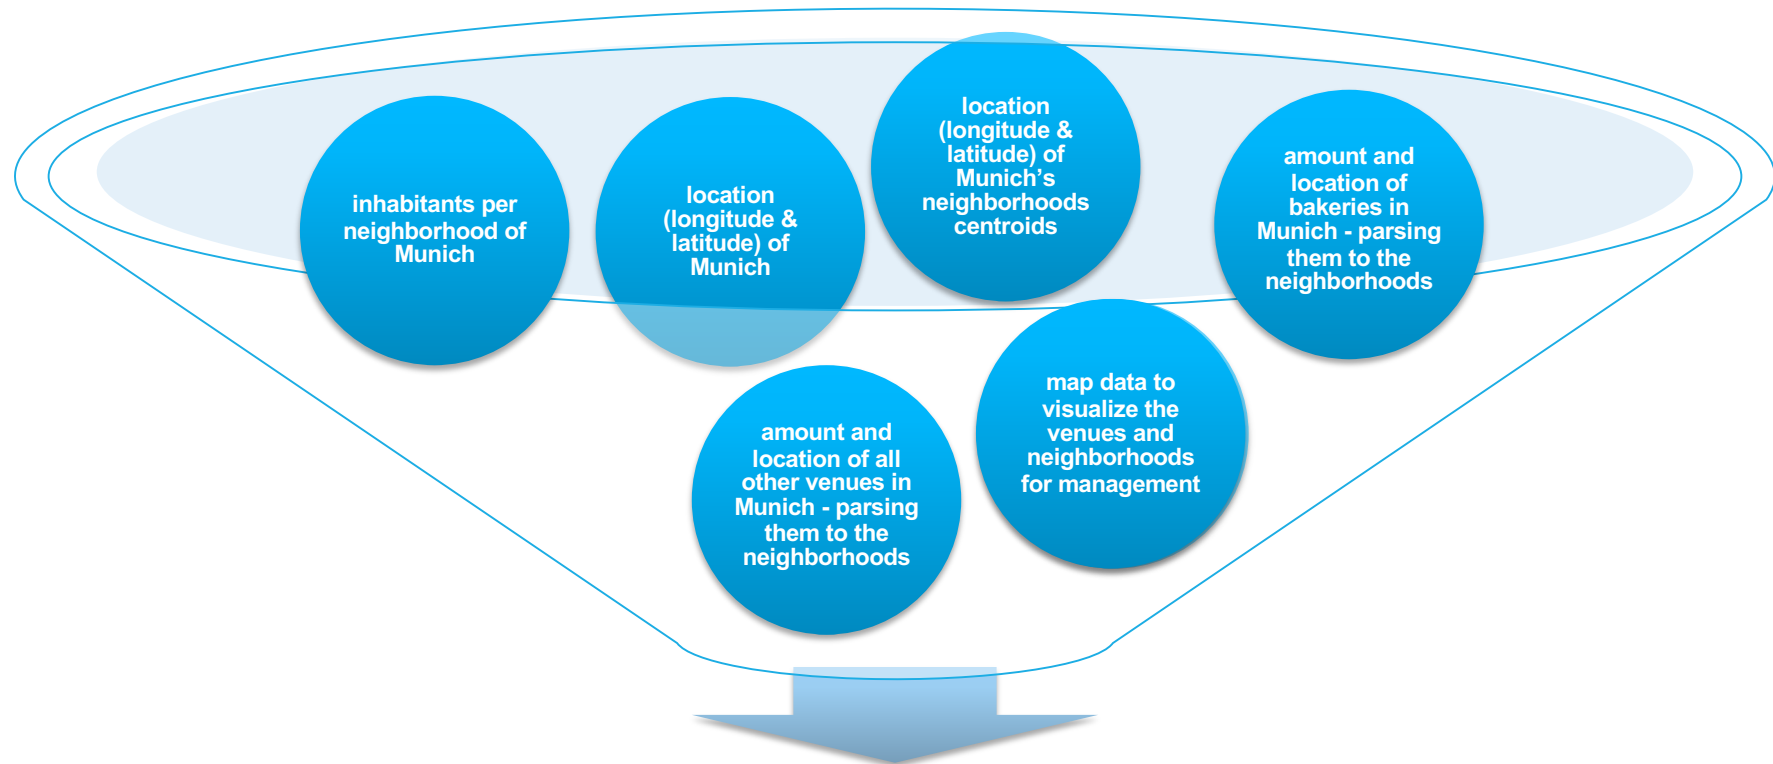 inhabitants per
neighborhood of
Munich
location
(longitude &
latitude) of
Munich
location
(longitude &
latitude) of
Munich’s
neighborhoods
centroids
amount and
location of
bakeries in
Munich - parsing
them to the
neighborhoods
amount and
location of all
other venues in
Munich - parsing
them to the
neighborhoods
map data to
visualize the
venues and
neighborhoods
for management